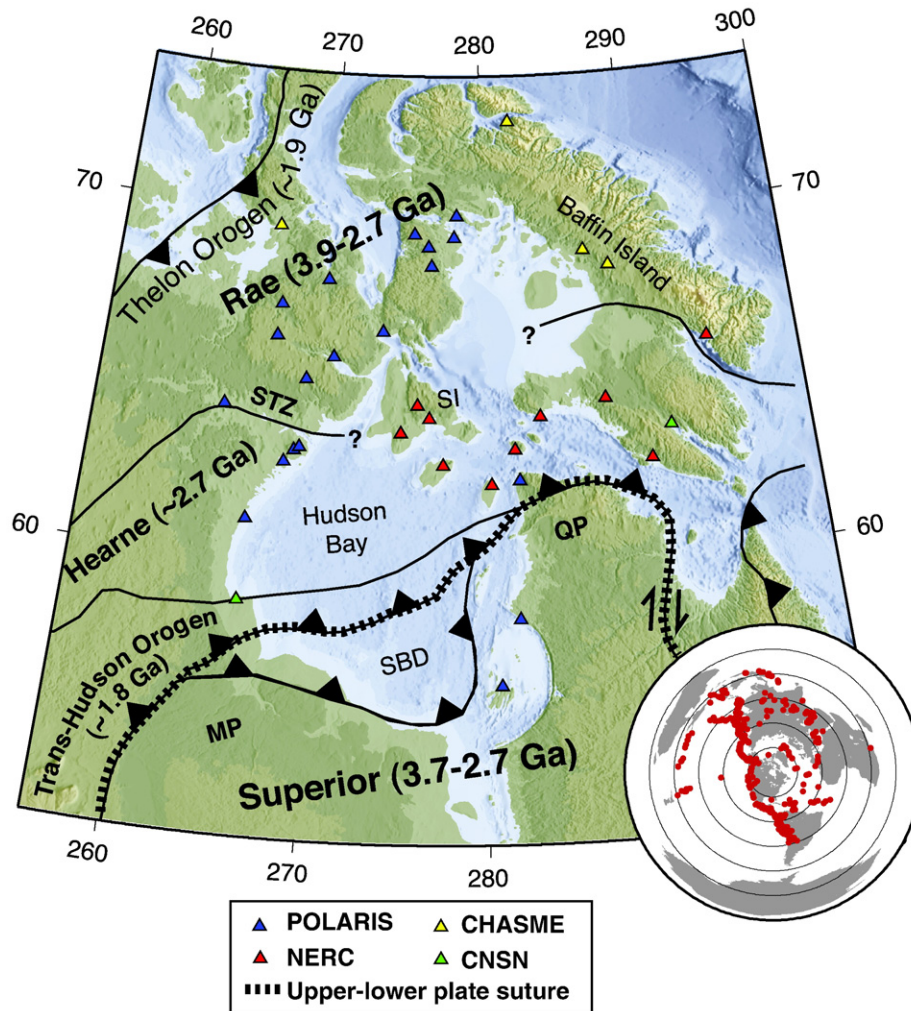 260
270
280
290
300
70
70
Thelon Orogen (~1.9 Ga)
Baffin Island
Rae (3.9-2.7 Ga)
?
STZ
SI
?
Hearne (~2.7 Ga)
60
60
Hudson
Bay
QP
Trans-Hudson Orogen
(~1.8 Ga)
SBD
MP
Superior (3.7-2.7 Ga)
260
270
280
POLARIS
CHASME
NERC
CNSN
Upper-lower plate suture